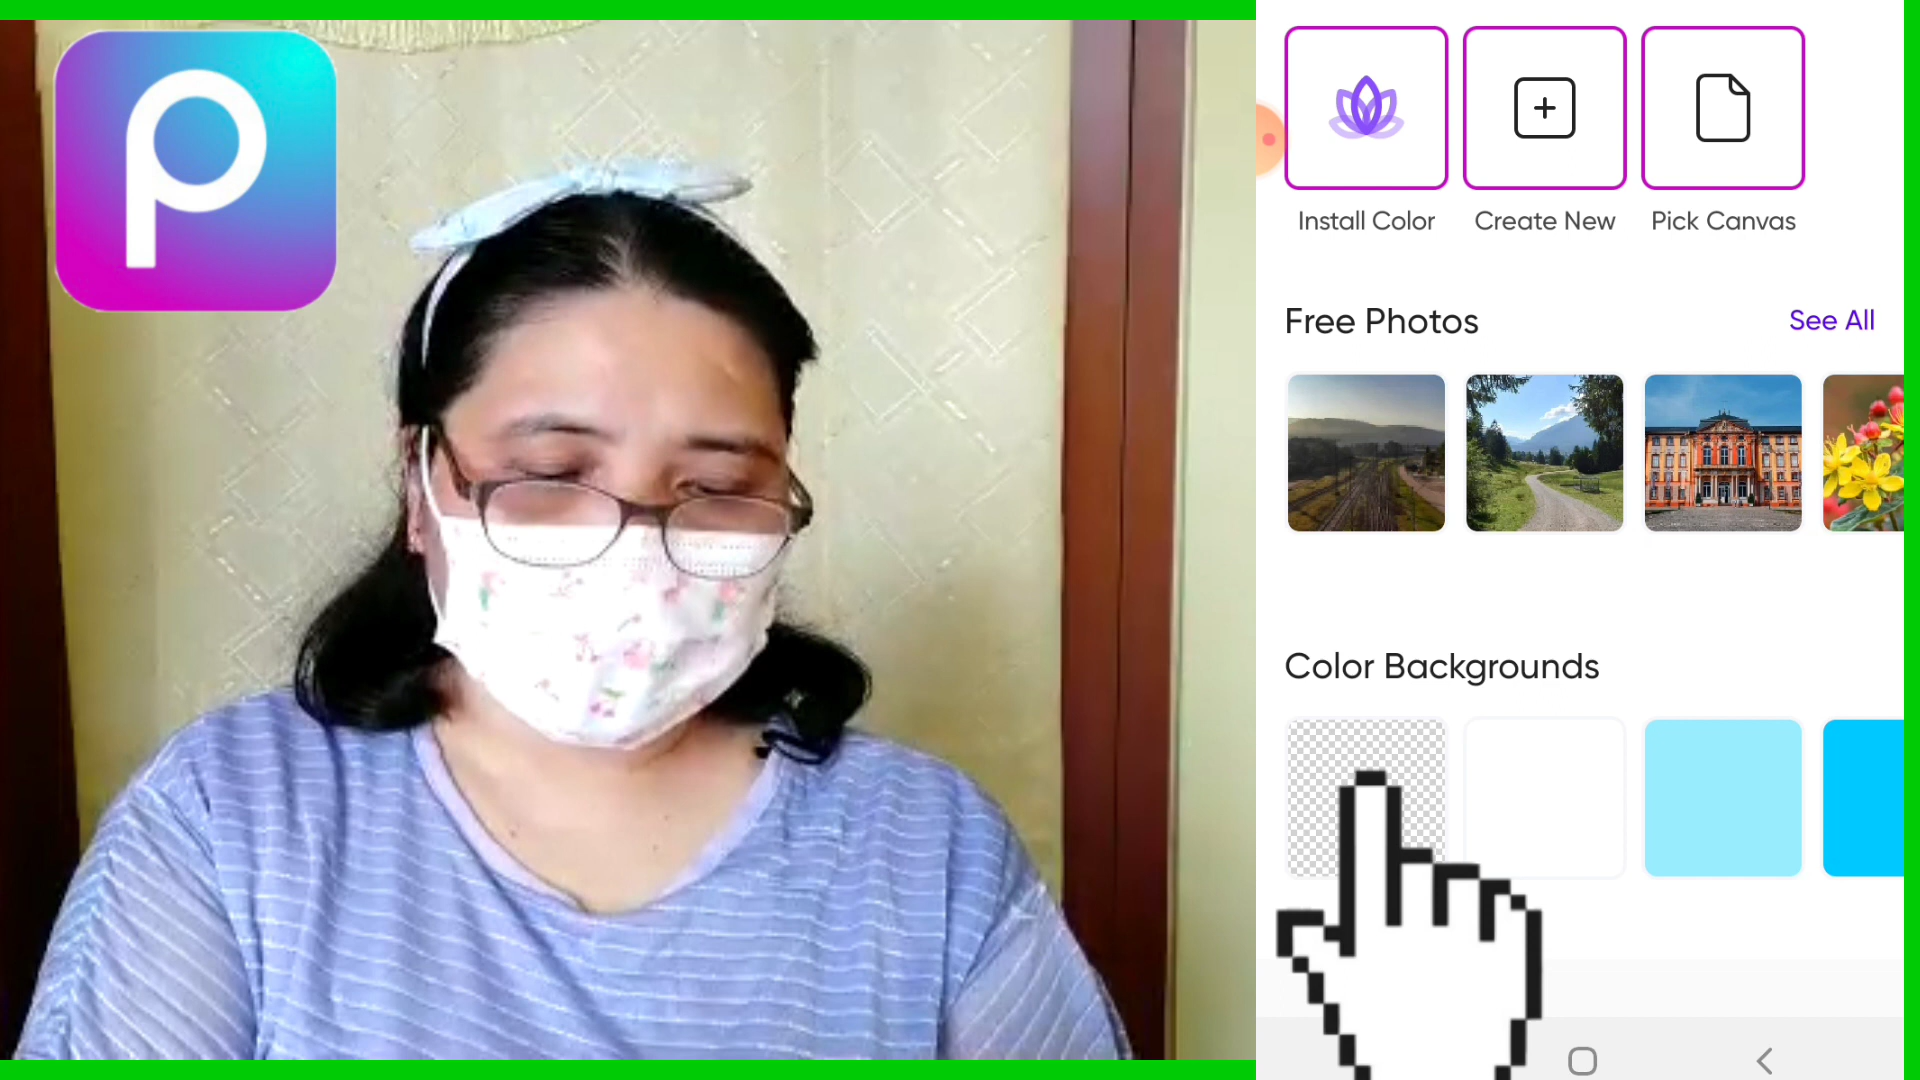 Install Color
Create New
Pick Canvas
Free Photos
See All
Color Backgrounds